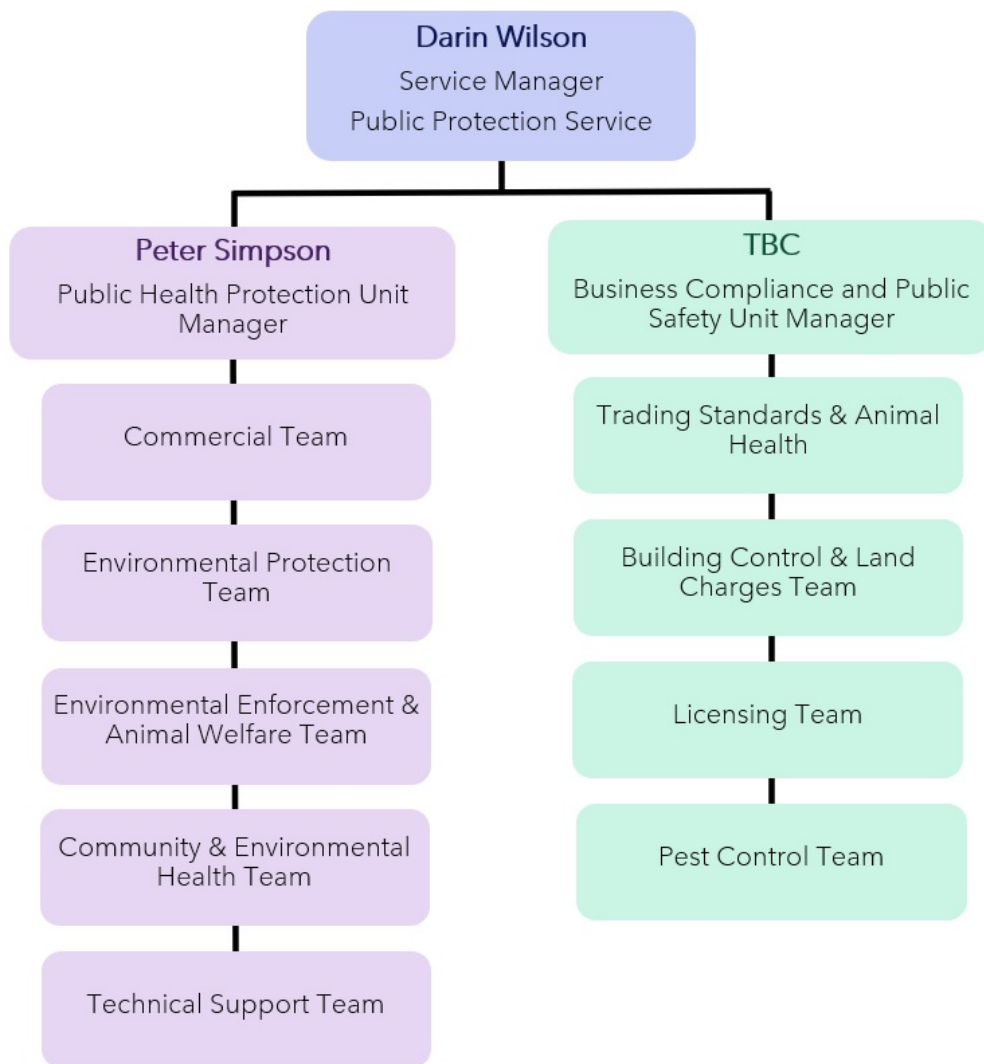 Darin Wilson
Service Manager
Public Protection Service
Peter Simpson
Public Health Protection Unit
Manager
TBC
Business Compliance and Public
Safety Unit Manager
Commercial Team
Environmental Protection
Team
Environmental Enforcement &
Animal Welfare Team
Community & Environmental
Health Team
Technical Support Team
Trading Standards & Animal
Health
Building Control & Land
Charges Team
Licensing Team
Pest Control Team